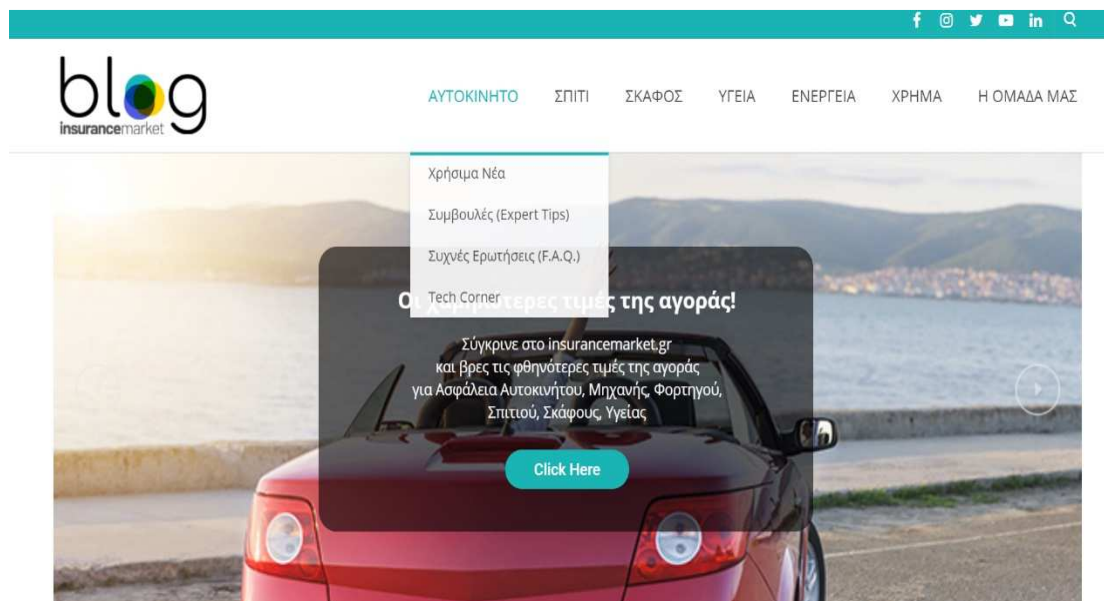 blog
insurancemarket
ΑΥΤΟΚΙΝΗΤΟ ΣΠΙΤΙ ΣΚΑΦΟΣ ΥΓΕΙΑ ΕΝΕΡΓΕΙΑ ΧΡΗΜΑ Η ΟΜΑΔΑ ΜΑΣ
Χρήσιμα Νέα
Συμβουλές (Expert Tips)
Συχνές Ερωτήσεις (F.A.Q.)
Tech Corner
Οι χαμηλότερες τιμές της αγοράς!
Σύγκρινε στο insurancemarket.gr
και βρες τις φθηνότερες τιμές της αγοράς
για Ασφάλεια Αυτοκινήτου, Μηχανής, Φορτηγού,
Σπιτιού, Σκάφους, Υγείας
Click Here